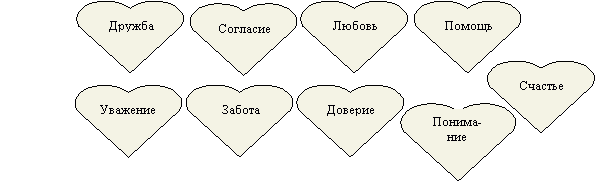 Дружба
Согласие
Любовь
Помощь
Счастье
Уважение
Забота
Доверие
Понима-
ние